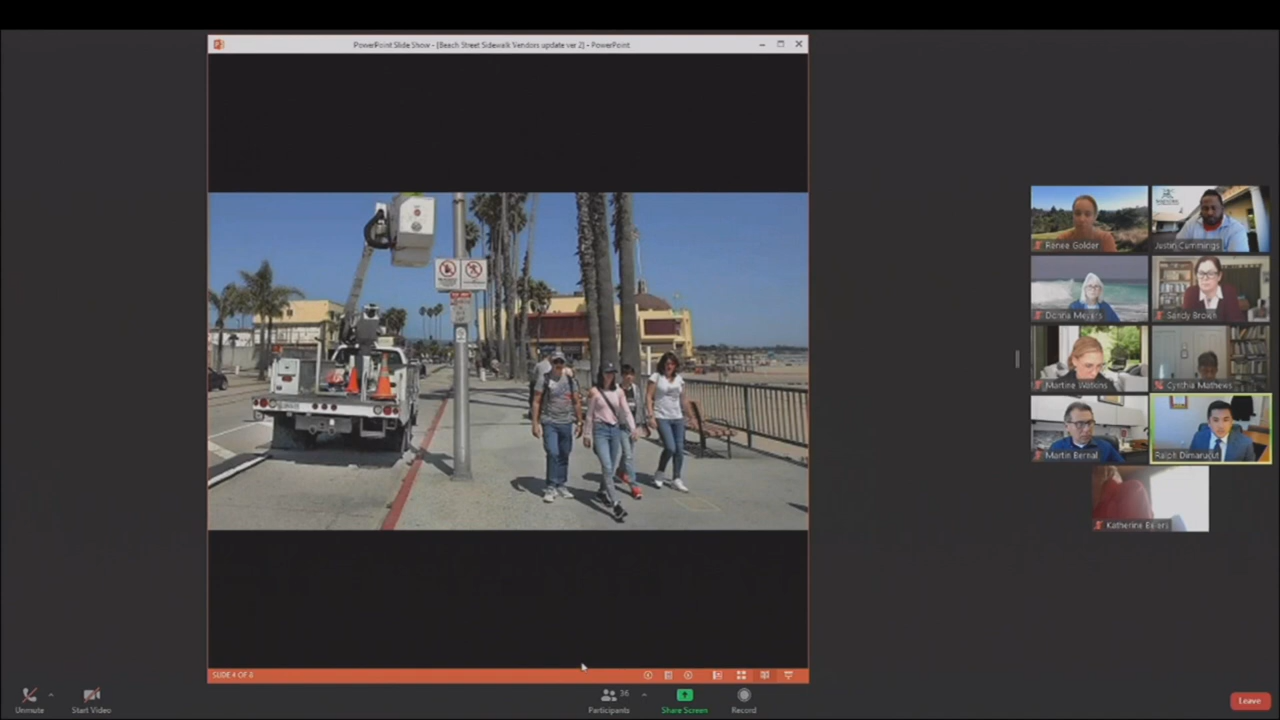 PowerPoint Slide Show - [Beach Street Sidewalk Vendors update ver 2] - PowerPoint
Renee Golder
Justin Cummings
Donna Meyers
Sandy Brown
Martine Watkins
Cynthia Mathews
Martin Bernal
Ralph Dimarucut
Katherine
SLIDE 4 OF 8
Unmute
Start Video
36
Participants
Share Screen
Record
Leave